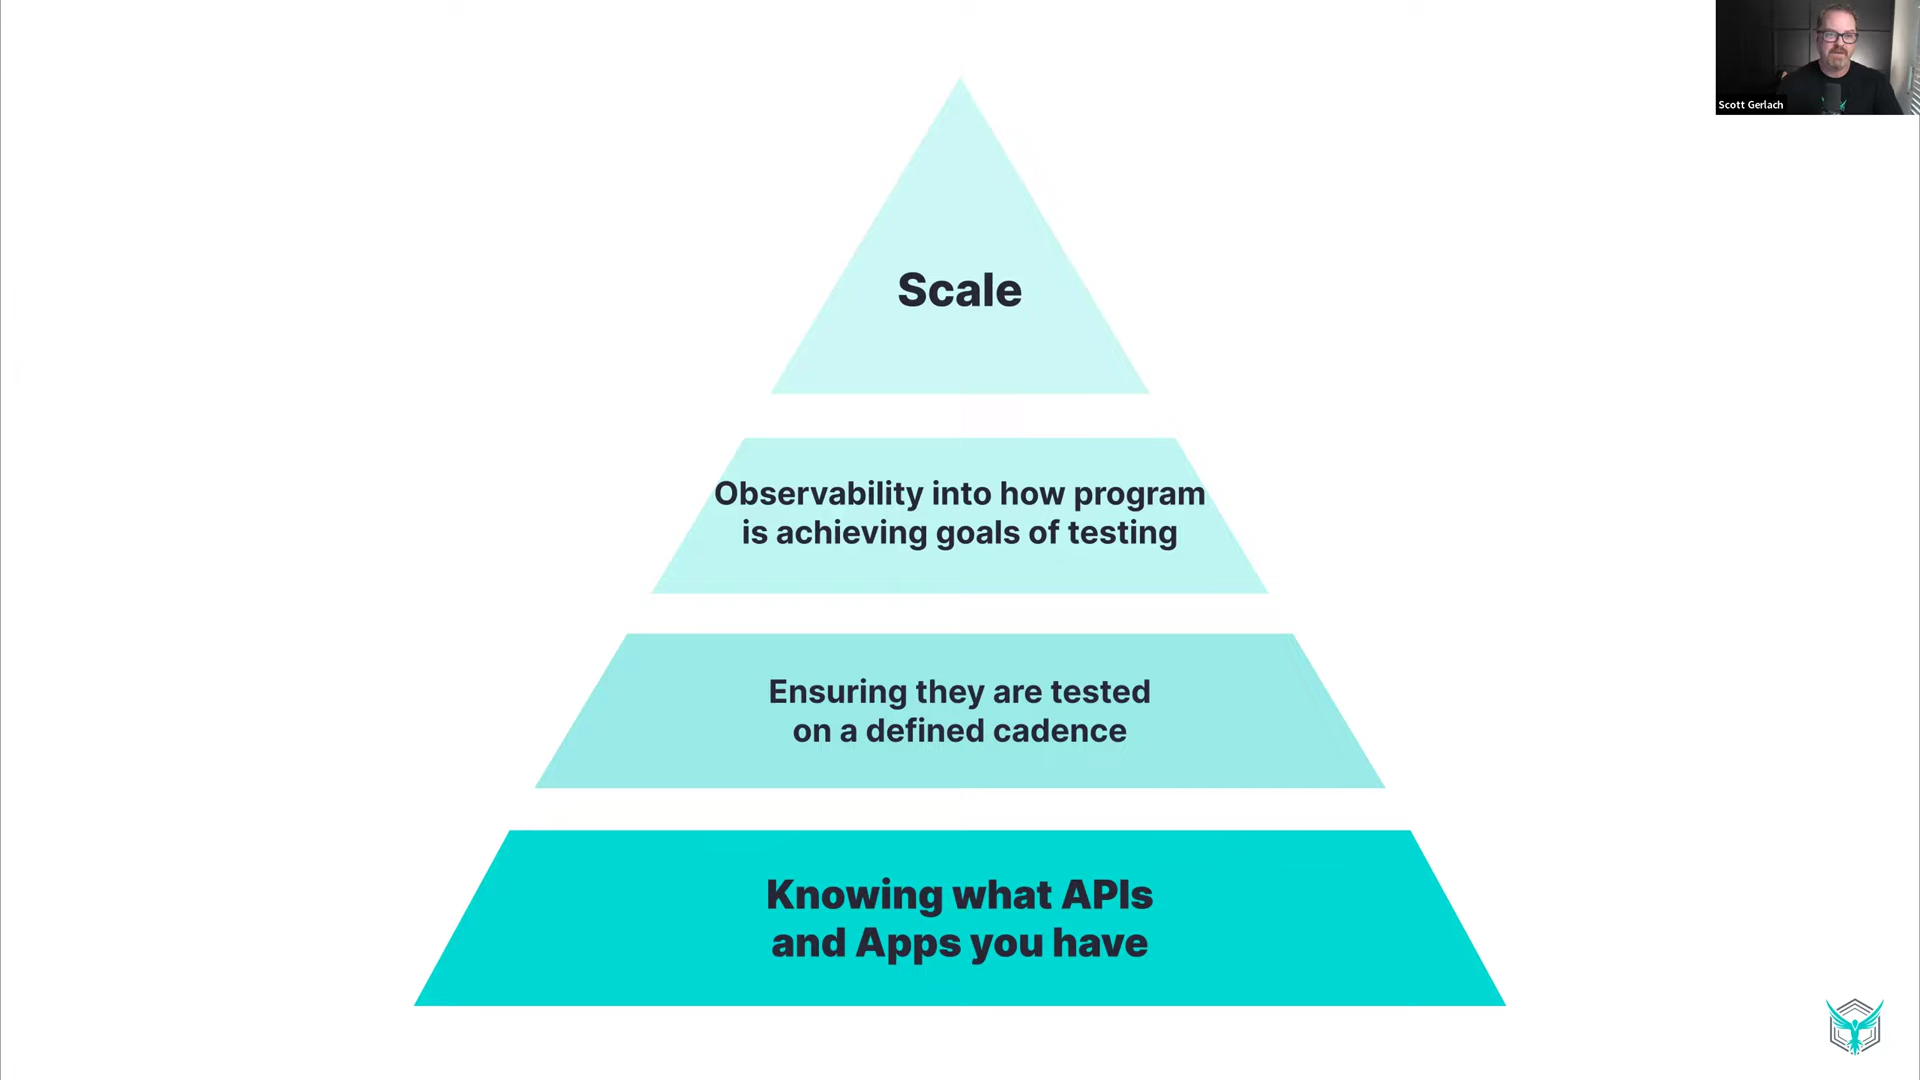 Scott Gerlach
Scale
Observability into how program
is achieving goals of testing
Ensuring they are tested
on a defined cadence
Knowing what APIs
and Apps you have